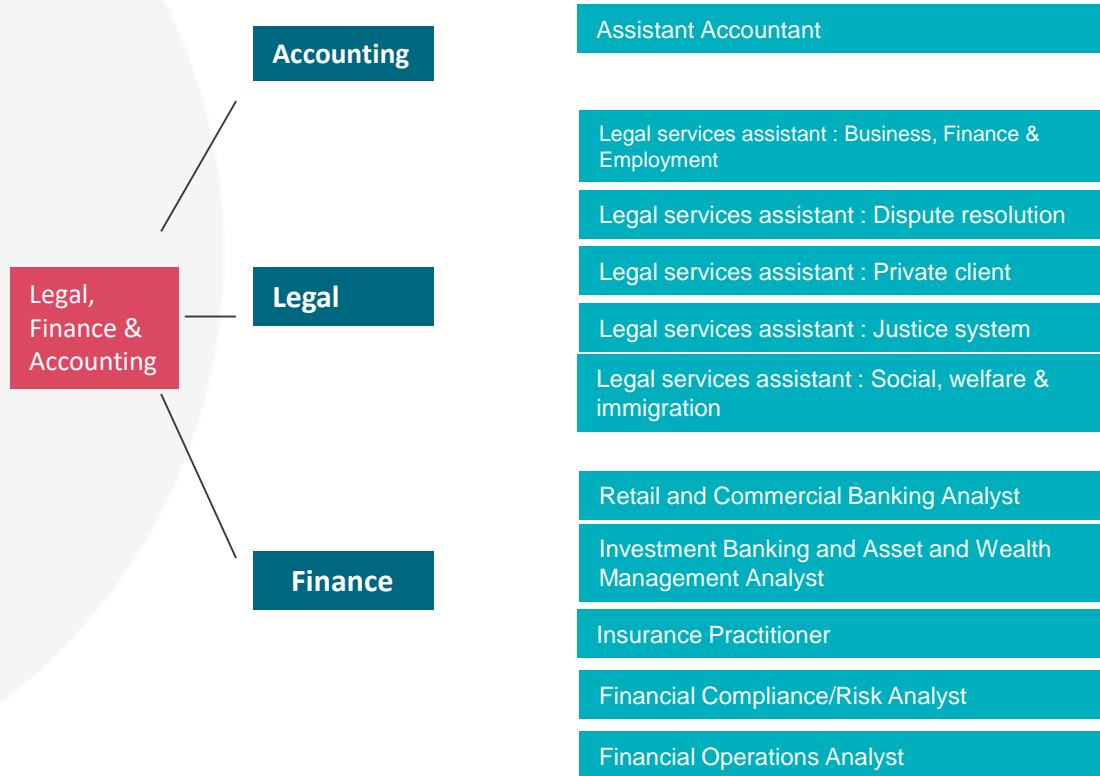 Legal,
Finance &
Accounting
Accounting
Assistant Accountant
Legal
Legal services assistant : Business, Finance &
Employment
Legal services assistant : Dispute resolution
Legal services assistant : Private client
Legal services assistant : Justice system
Legal services assistant : Social, welfare &
immigration
Finance
Retail and Commercial Banking Analyst
Investment Banking and Asset and Wealth
Management Analyst
Insurance Practitioner
Financial Compliance/Risk Analyst
Financial Operations Analyst